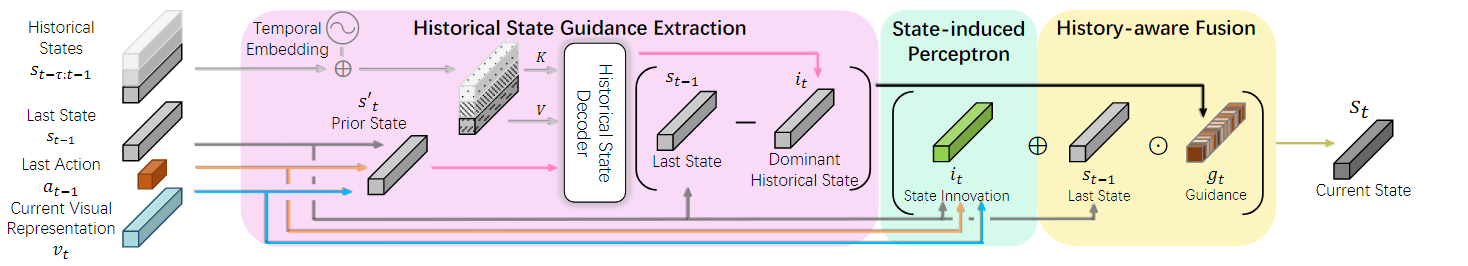 Historical
States
s_{t−τ:t−1}
Last State
s_{t−1}
Last Action
a_{t−1}
Current Visual
Representation
v_t
Temporal
Embedding
Historical State Guidance Extraction
s'_t
Prior State
K
V
Historical State
Decoder
s_{t−1}
Last State
i_t
Dominant
Historical State
State-induced
Perceptron
i_t
State Innovation
History-aware Fusion
s_{t−1}
Last State
g_t
Guidance
s_t
Current State